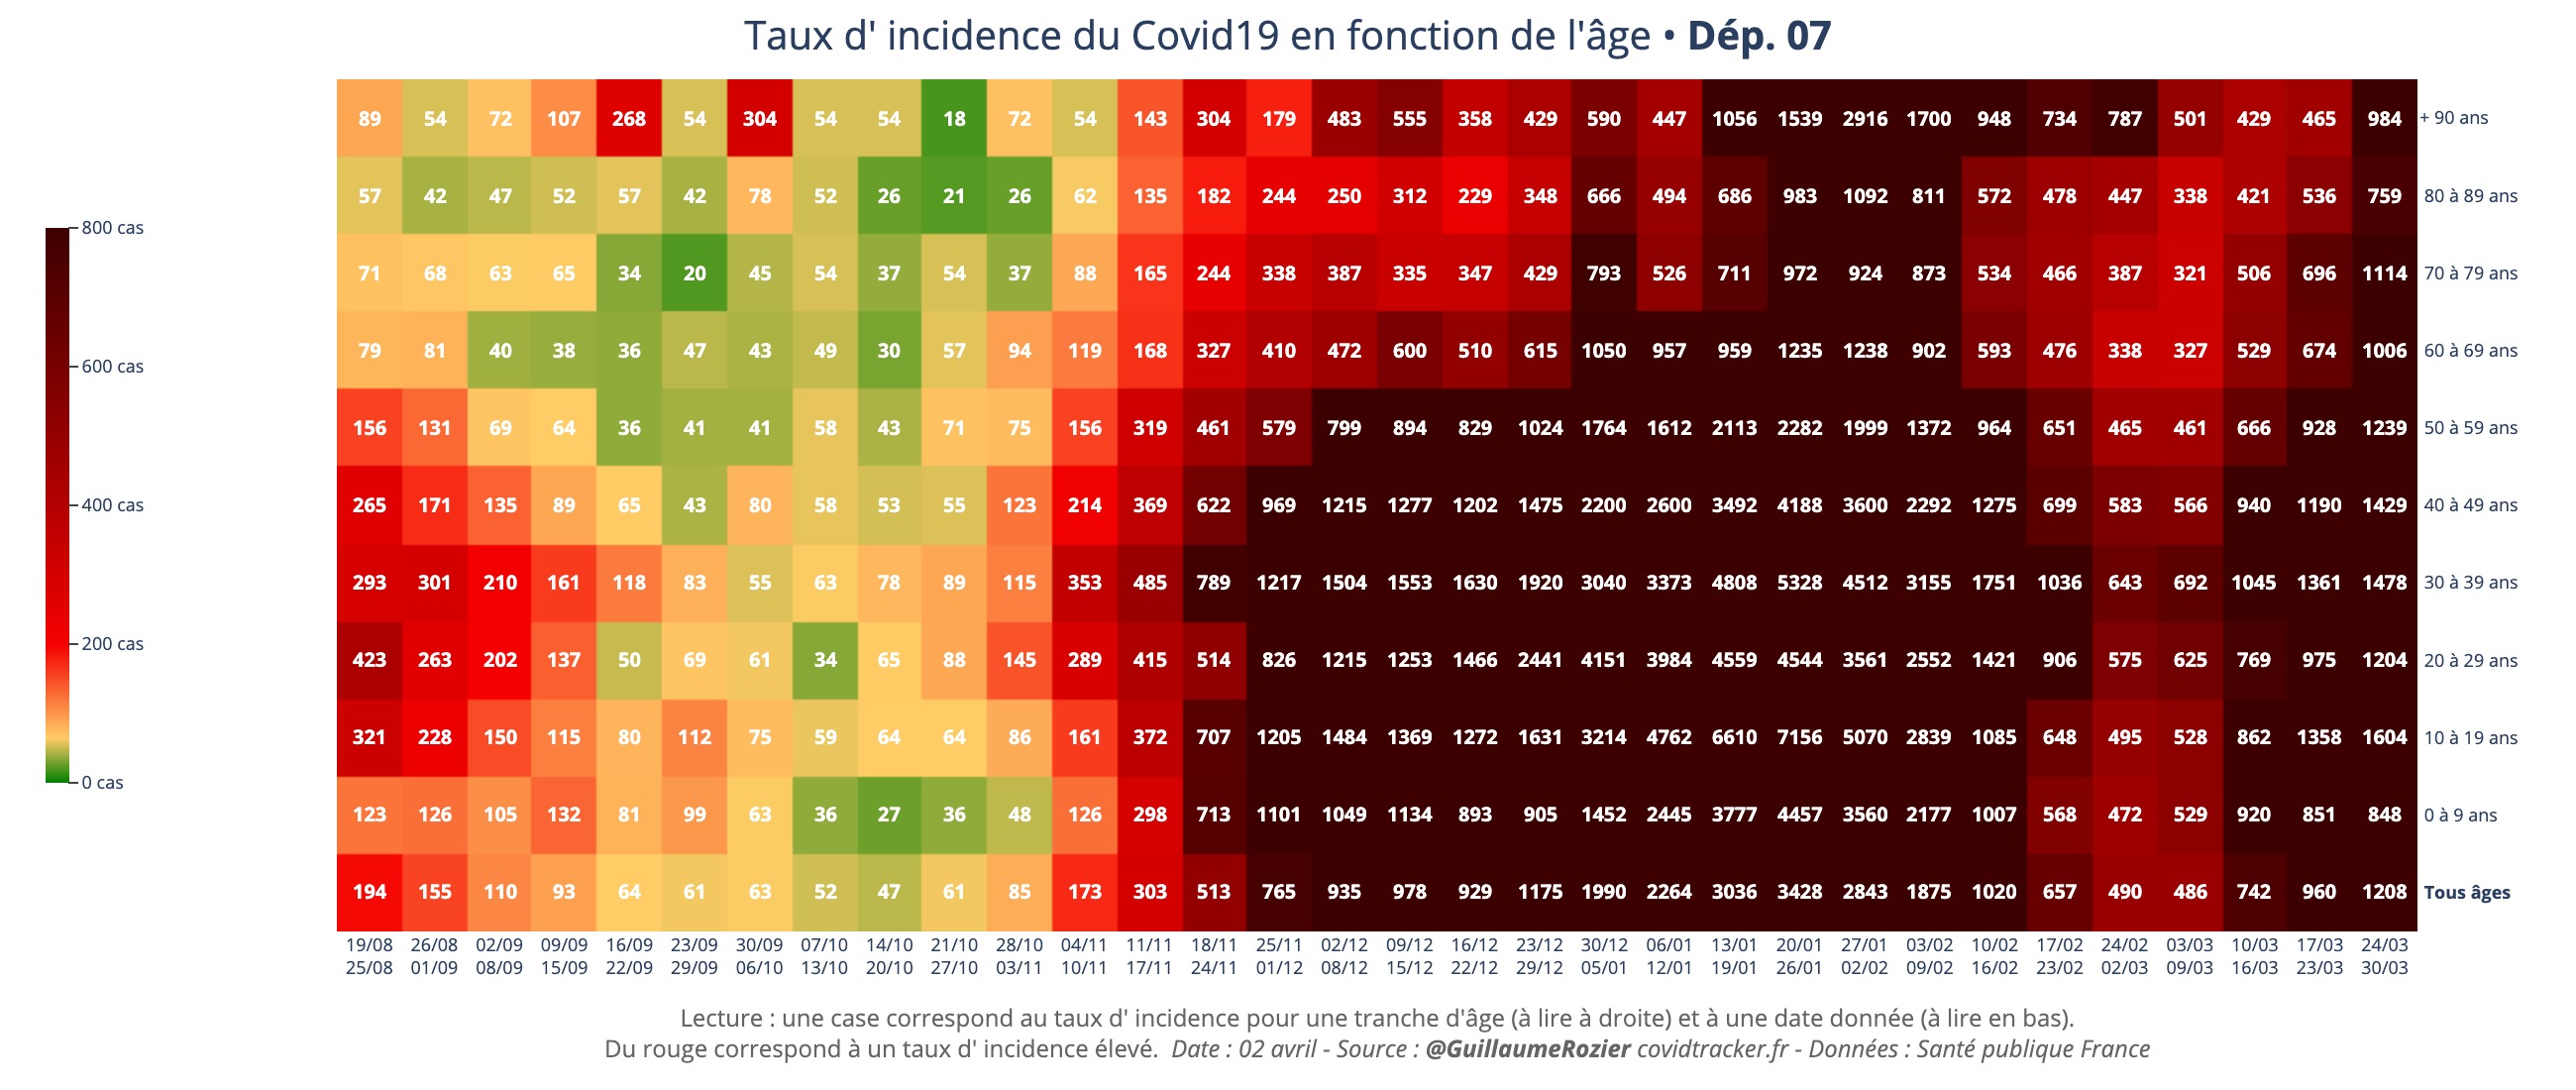 Taux d' incidence du Covid19 en fonction de l'âge • Dép. 07
800 cas
600 cas
400 cas
200 cas
0 cas
89 54 72 107 268 54 304 54 54 18 72 54 143 304 179 483 555 358 429 590 447 1056 1539 2916 1700 948 734 787 501 429 465 984 + 90 ans
57 42 47 52 57 42 78 52 26 21 26 62 135 182 244 250 312 229 348 666 494 686 983 1092 811 572 478 447 338 421 536 759 80 à 89 ans
71 68 63 65 34 20 45 54 37 54 37 88 165 244 338 387 335 347 429 793 526 711 972 924 873 534 466 387 321 506 696 1114 70 à 79 ans
79 81 40 38 36 47 43 49 30 57 94 119 168 327 410 472 600 510 615 1050 957 959 1235 1238 902 593 476 338 327 529 674 1006 60 à 69 ans
156 131 69 64 36 41 41 58 43 71 75 156 319 461 579 799 894 829 1024 1764 1612 2113 2282 1999 1372 964 651 465 461 666 928 1239 50 à 59 ans
265 171 135 89 65 43 80 58 53 55 123 214 369 622 969 1215 1277 1202 1475 2200 2600 3492 4188 3600 2292 1275 699 583 566 940 1190 1429 40 à 49 ans
293 301 210 161 118 83 55 63 78 89 115 353 485 789 1217 1504 1553 1630 1920 3040 3373 4808 5328 4512 3155 1751 1036 643 692 1045 1361 1478 30 à 39 ans
423 263 202 137 50 69 61 34 65 88 145 289 415 514 826 1215 1253 1466 2441 4151 3984 4559 4544 3561 2552 1421 906 575 625 769 975 1204 20 à 29 ans
321 228 150 115 80 112 75 59 64 64 86 161 372 707 1205 1484 1369 1272 1631 3214 4762 6610 7156 5070 2839 1085 648 495 528 862 1358 1604 10 à 19 ans
123 126 105 132 81 99 63 36 27 36 48 126 298 713 1101 1049 1134 893 905 1452 2445 3777 4457 3560 2177 1007 568 472 529 920 851 848 0 à 9 ans
194 155 110 93 64 61 63 52 47 61 85 173 303 513 765 935 978 929 1175 1990 2264 3036 3428 2843 1875 1020 657 490 486 742 960 1208 Tous âges
19/08 26/08 02/09 09/09 16/09 23/09 30/09 07/10 14/10 21/10 28/10 04/11 11/11 18/11 25/11 02/12 09/12 16/12 23/12 30/12 06/01 13/01 20/01 27/01 03/02 10/02 17/02 24/02 03/03 10/03 17/03 24/03
25/08 01/09 08/09 15/09 22/09 29/09 06/10 13/10 20/10 27/10 03/11 10/11 17/11 24/11 01/12 08/12 15/12 22/12 29/12 05/01 12/01 19/01 26/01 02/02 09/02 16/02 23/02 02/03 09/03 16/03 23/03 30/03
Lecture : une case correspond au taux d' incidence pour une tranche d'âge (à lire à droite) et à une date donnée (à lire en bas).
Du rouge correspond à un taux d' incidence élevé. Date : 02 avril - Source : @GuillaumeRozier covidtracker.fr - Données : Santé publique France